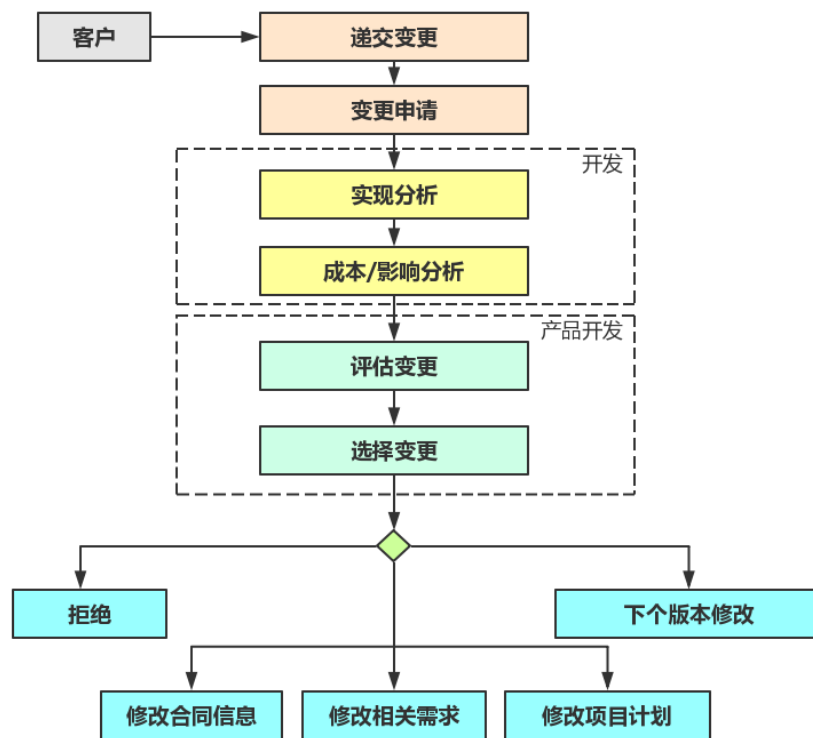 客户
递交变更
变更申请
开发
实现分析
成本/影响分析
产品开发
评估变更
选择变更
拒绝
下个版本修改
修改合同信息
修改相关需求
修改项目计划